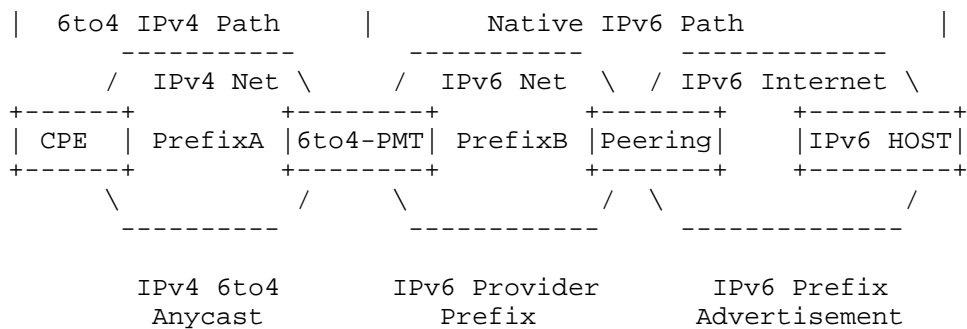 |  6to4 IPv4 Path     |       Native IPv6 Path            |
       -----------       -----------       -------------
      /  IPv4 Net \     /  IPv6 Net  \  / IPv6 Internet \
+------+          +--------+          +-------+     +---------+
| CPE  | PrefixA  |6to4-PMT| PrefixB  |Peering|     |IPv6 HOST|
+------+          +--------+          +-------+     +---------+
      \           /     \            /  \               /
       ----------        ------------    --------------
IPv4 6to4       IPv6 Provider       IPv6 Prefix
Anycast          Prefix          Advertisement